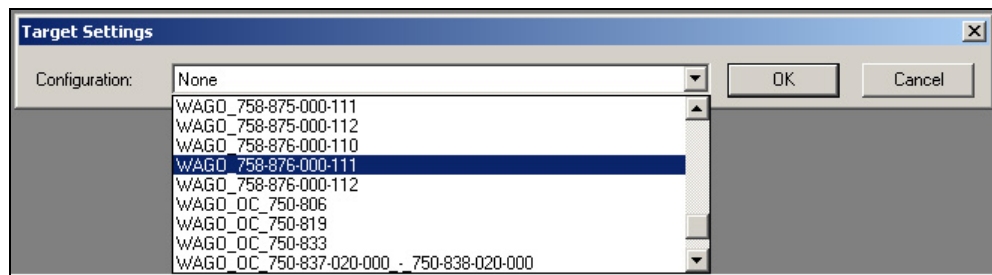 Target Settings
Configuration: None OK Cancel
WAGO_758-875-000-111
WAGO_758-875-000-112
WAGO_758-876-000-110
WAGO_758-876-000-111
WAGO_758-876-000-112
WAGO_OC_750-806
WAGO_OC_750-819
WAGO_OC_750-833
WAGO_OC_750-837-020-000_-_750-838-020-000